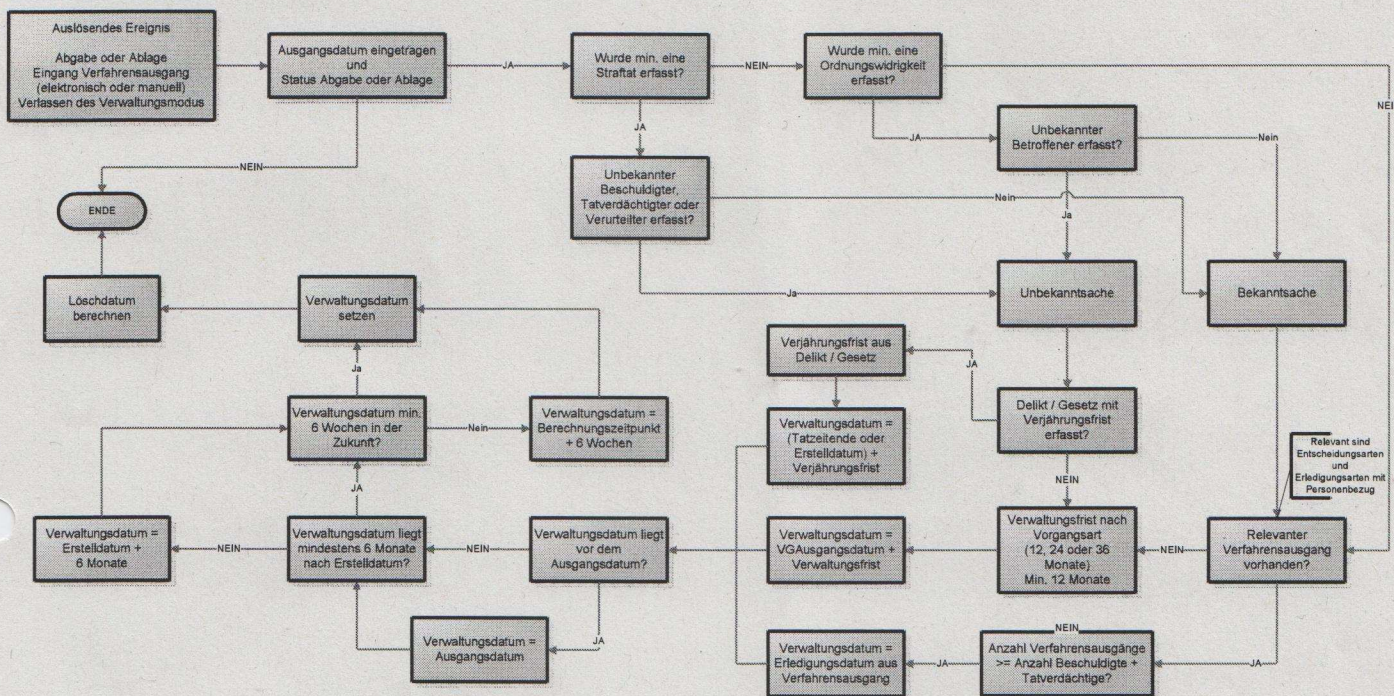 Auslösendes Ereignis
Abgabe oder Ablage
Eingang Verfahrensausgang
(elektronisch oder manuell)
Verlassen des Verwaltungsmodus
Ausgangsdatum eingetragen
und
Status Abgabe oder Ablage
JA
Wurde min. eine
Straftat erfasst?
NEIN
Wurde min. eine
Ordnungswidrigkeit
erfasst?
NEI
NEIN
JA
JA
Unbekannter
Betroffener erfasst?
Nein
Unbekannter
Beschuldigter,
Tatverdächtigter oder
Verurteilter erfasst?
Nein
Ja
ENDE
Löschdatum
berechnen
Verwaltungsdatum
setzen
Ja
Unbekanntsache
Bekanntsache
Verjährungsfrist aus
Delikt / Gesetz
JA
Ja
Verwaltungsdatum min.
6 Wochen in der
Zukunft?
Nein
Verwaltungsdatum =
Berechnungszeitpunkt
+ 6 Wochen
Verwaltungsdatum =
(Tatzeitende oder
Erstelldatum) +
Verjährungsfrist
Delikt / Gesetz mit
Verjährungsfrist
erfasst?
Relevant sind
Entscheidungsarten
und
Erledigungsarten mit
Personenbezug
JA
NEIN
Verwaltungsdatum =
Erstelldatum +
6 Monate
NEIN
Verwaltungsdatum liegt
mindestens 6 Monate
nach Erstelldatum?
NEIN
Verwaltungsdatum liegt
vor dem
Ausgangsdatum?
Verwaltungsdatum =
VGAusgangsdatum +
Verwaltungsfrist
Verwaltungsfrist nach
Vorgangsart
(12, 24 oder 36
Monate)
Min. 12 Monate
NEIN
Relevanter
Verfahrensausgang
vorhanden?
JA
Verwaltungsdatum =
Ausgangsdatum
NEIN
Verwaltungsdatum =
Erledigungsdatum aus
Verfahrensausgang
JA
Anzahl Verfahrensausgänge
>= Anzahl Beschuldigte +
Tatverdächtige?
JA